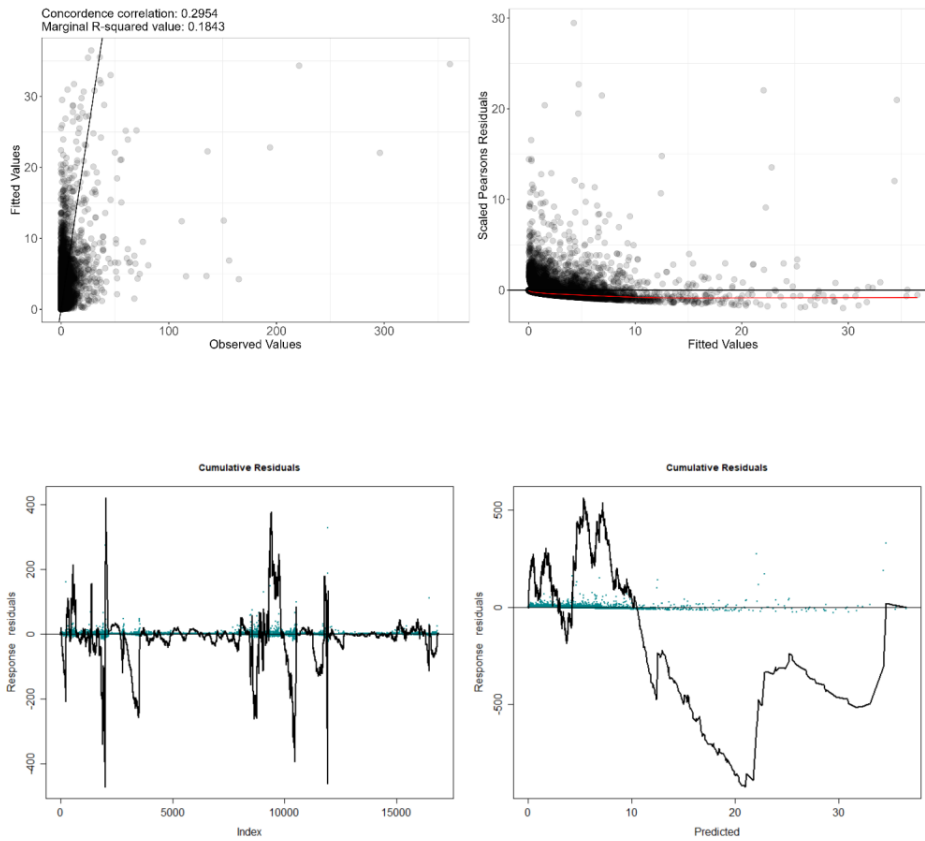 Concordence correlation: 0.2954
Marginal R-squared value: 0.1843
Fitted Values
30
20
10
0
0
100
200
300
Observed Values
Scaled Pearsons Residuals
30
20
10
0
0
10
20
30
Fitted Values
Cumulative Residuals
Response residuals
400
200
0
-200
-400
0
5000
10000
15000
Index
Cumulative Residuals
Response residuals
500
0
-500
0
10
20
30
Predicted